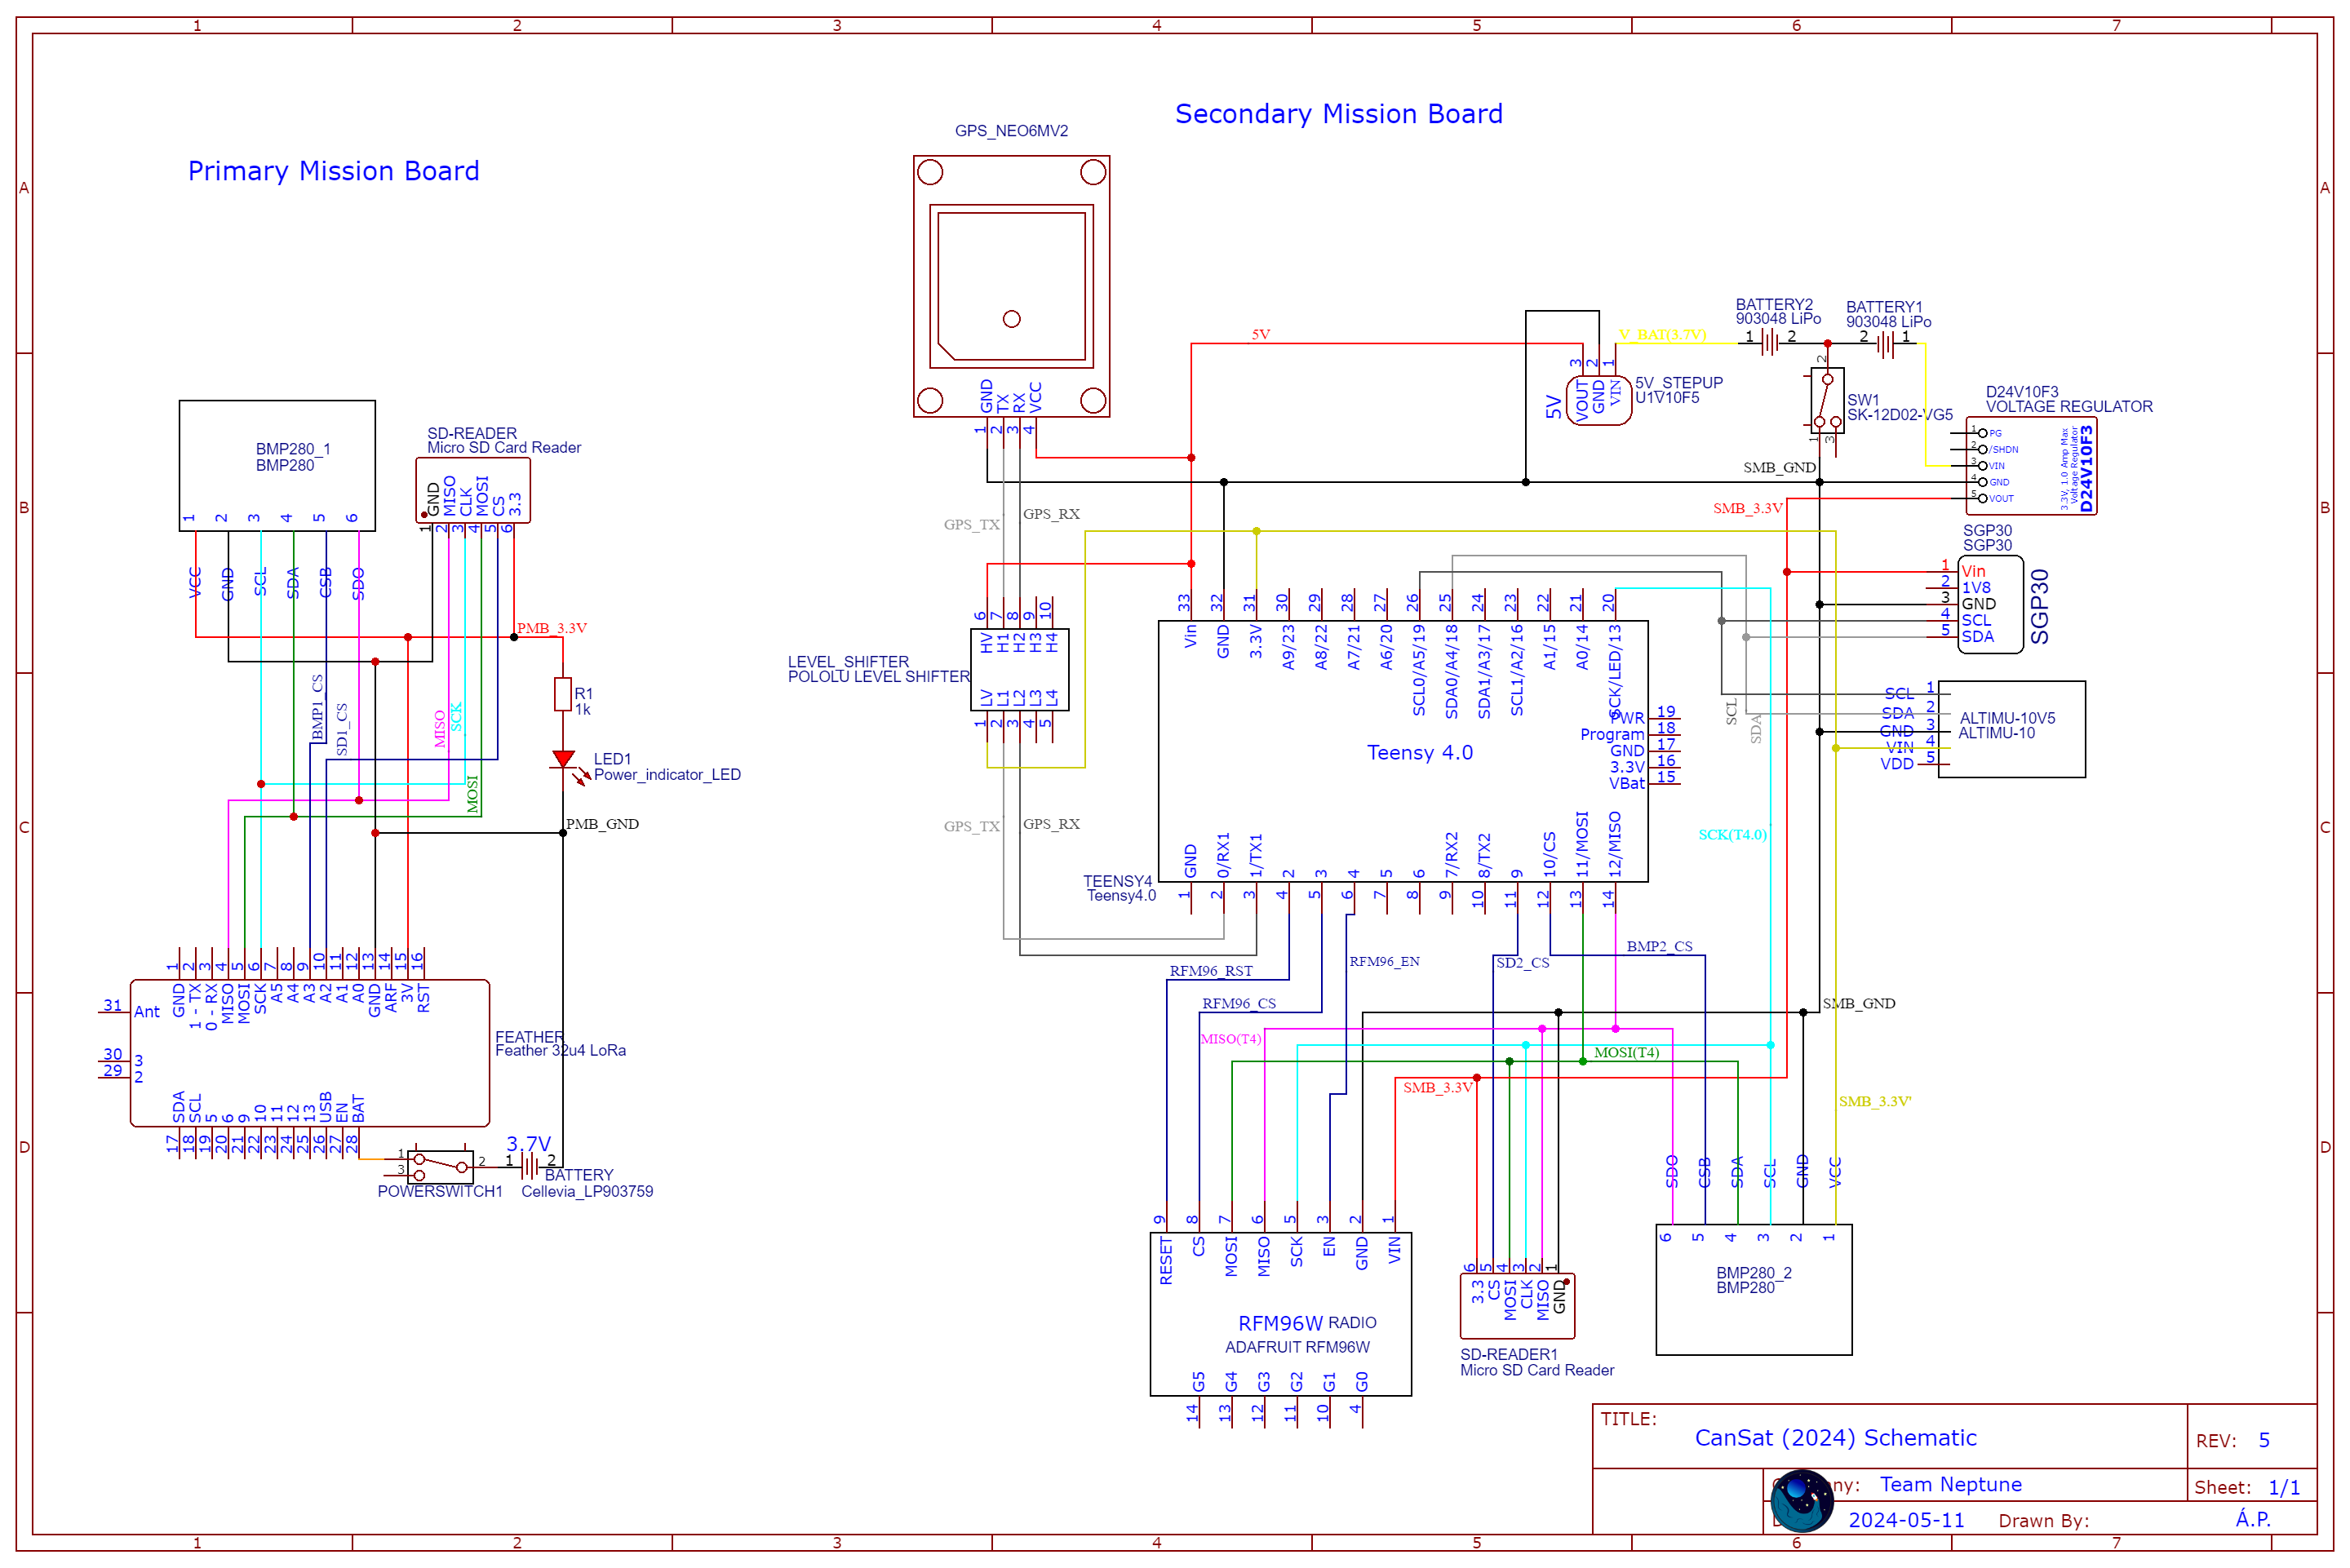 1 2 3 4 5 6 7
A
B
C
D
A
B
C
D
Primary Mission Board
Secondary Mission Board
BMP280_1
BMP280
1 2 3 4 5 6
VCC GND SCL SDA CSB SDO
SD-READER
Micro SD Card Reader
GND MISO CLK MOSI CS 3.3
1 2 3 4 5 6
PMB_3.3V
R1
1k
LED1
Power_indicator_LED
BMP1_CS
SD1_CS
MISO
SCK
MOSI
PMB_GND
1 2 3 4 5 6 7 8 9 10 11 12 13 14 15 16
GND 1 - TX 0 - RX MISO MOSI SCK A5 A4 A3 A2 A1 A0 GND ARF 3V RST
31 Ant
30 3
29 2
FEATHER
Feather 32u4 LoRa
SDA SCL 5 6 9 10 11 12 13 USB EN BAT
17 18 19 20 21 22 23 24 25 26 27 28
1 3 2
POWERSWITCH1
3.7V
1 2
BATTERY
Cellevia_LP903759
GPS_NEO6MV2
GND TX RX VCC
1 2 3 4
GPS_TX
GPS_RX
5V
VOUT GND VIN
3 2 1
5V
5V_STEPUP
U1V10F5
V_BAT(3.7V)
BATTERY2
903048 LiPo
1 2
BATTERY1
903048 LiPo
2 1
2
SW1
SK-12D02-VG5
1 3
SMB_GND
SMB_3.3V
D24V10F3
VOLTAGE REGULATOR
1 PG
2 /SHDN
3 VIN
4 GND
5 VOUT
3.3V, 1.0 Amp Max
Voltage Regulator
D24V10F3
SGP30
SGP30
1 Vin
2 1V8
3 GND
4 SCL
5 SDA
SGP30
SCL 1
SDA 2
GND 3
VIN 4
VDD 5
ALTIMU-10V5
ALTIMU-10
SCL
SDA
LEVEL_SHIFTER
POLOLU LEVEL SHIFTER
6 7 8 9 10
HV H1 H2 H3 H4
LV L1 L2 L3 L4
1 2 3 4 5
GPS_TX
GPS_RX
33 32 31 30 29 28 27 26 25 24 23 22 21 20
Vin GND 3.3V A9/23 A8/22 A7/21 A6/20 SCL0/A5/19 SDA0/A4/18 SDA1/A3/17 SCL1/A2/16 A1/15 A0/14 SCK/LED/13
PWR 19
Program 18
GND 17
3.3V 16
VBat 15
Teensy 4.0
TEENSY4
Teensy4.0
GND 0/RX1 1/TX1 2 3 4 5 6 7/RX2 8/TX2 9 10/CS 11/MOSI 12/MISO
1 2 3 4 5 6 7 8 9 10 11 12 13 14
SCK(T4.0)
RFM96_RST
RFM96_CS
RFM96_EN
SD2_CS
BMP2_CS
MISO(T4)
MOSI(T4)
SMB_GND
SMB_3.3V
SMB_3.3V'
9 8 7 6 5 3 2 1
RESET CS MOSI MISO SCK EN GND VIN
RFM96W RADIO
ADAFRUIT RFM96W
G5 G4 G3 G2 G1 G0
14 13 12 11 10 4
6 5 4 3 2 1
3.3 CS MOSI CLK MISO GND
SD-READER1
Micro SD Card Reader
SDO CSB SDA SCL GND VCC
6 5 4 3 2 1
BMP280_2
BMP280
TITLE:
CanSat (2024) Schematic
REV: 5
ny: Team Neptune
Sheet: 1/1
2024-05-11
Drawn By: Á.P.
1 2 3 4 5 6 7